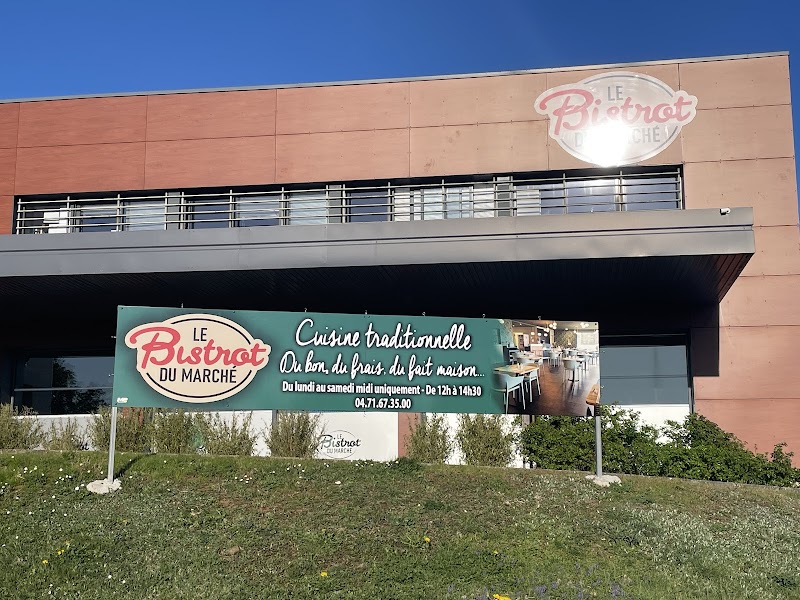 LE
Bistrot
DU MARCHÉ
LE
Bistrot
DU MARCHÉ
Cuisine traditionnelle
Du bon, du frais, du fait maison...
Du lundi au samedi midi uniquement - De 12h à 14h30
04.71.67.35.00
LE
Bistrot
DU MARCHÉ